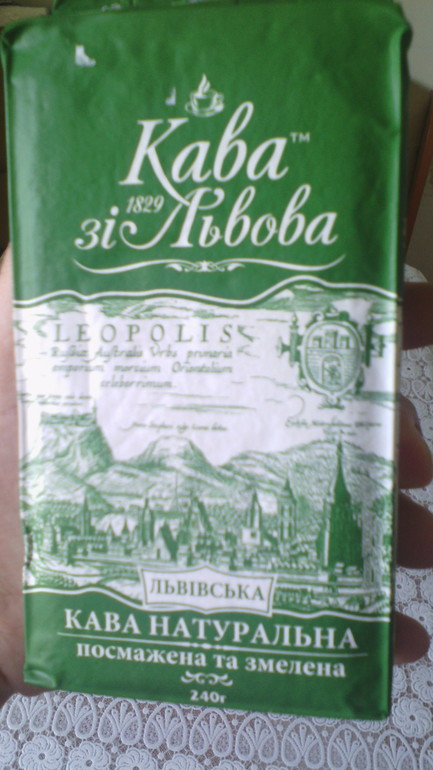 Кава™
зі 1829 Львова
LEOPOLIS
Russiæ Australis Urbs primaria
emporium mercium Orientalium
celeberrimum.
ЛЬВІВСЬКА
КАВА НАТУРАЛЬНА
посмажена та змелена
240г